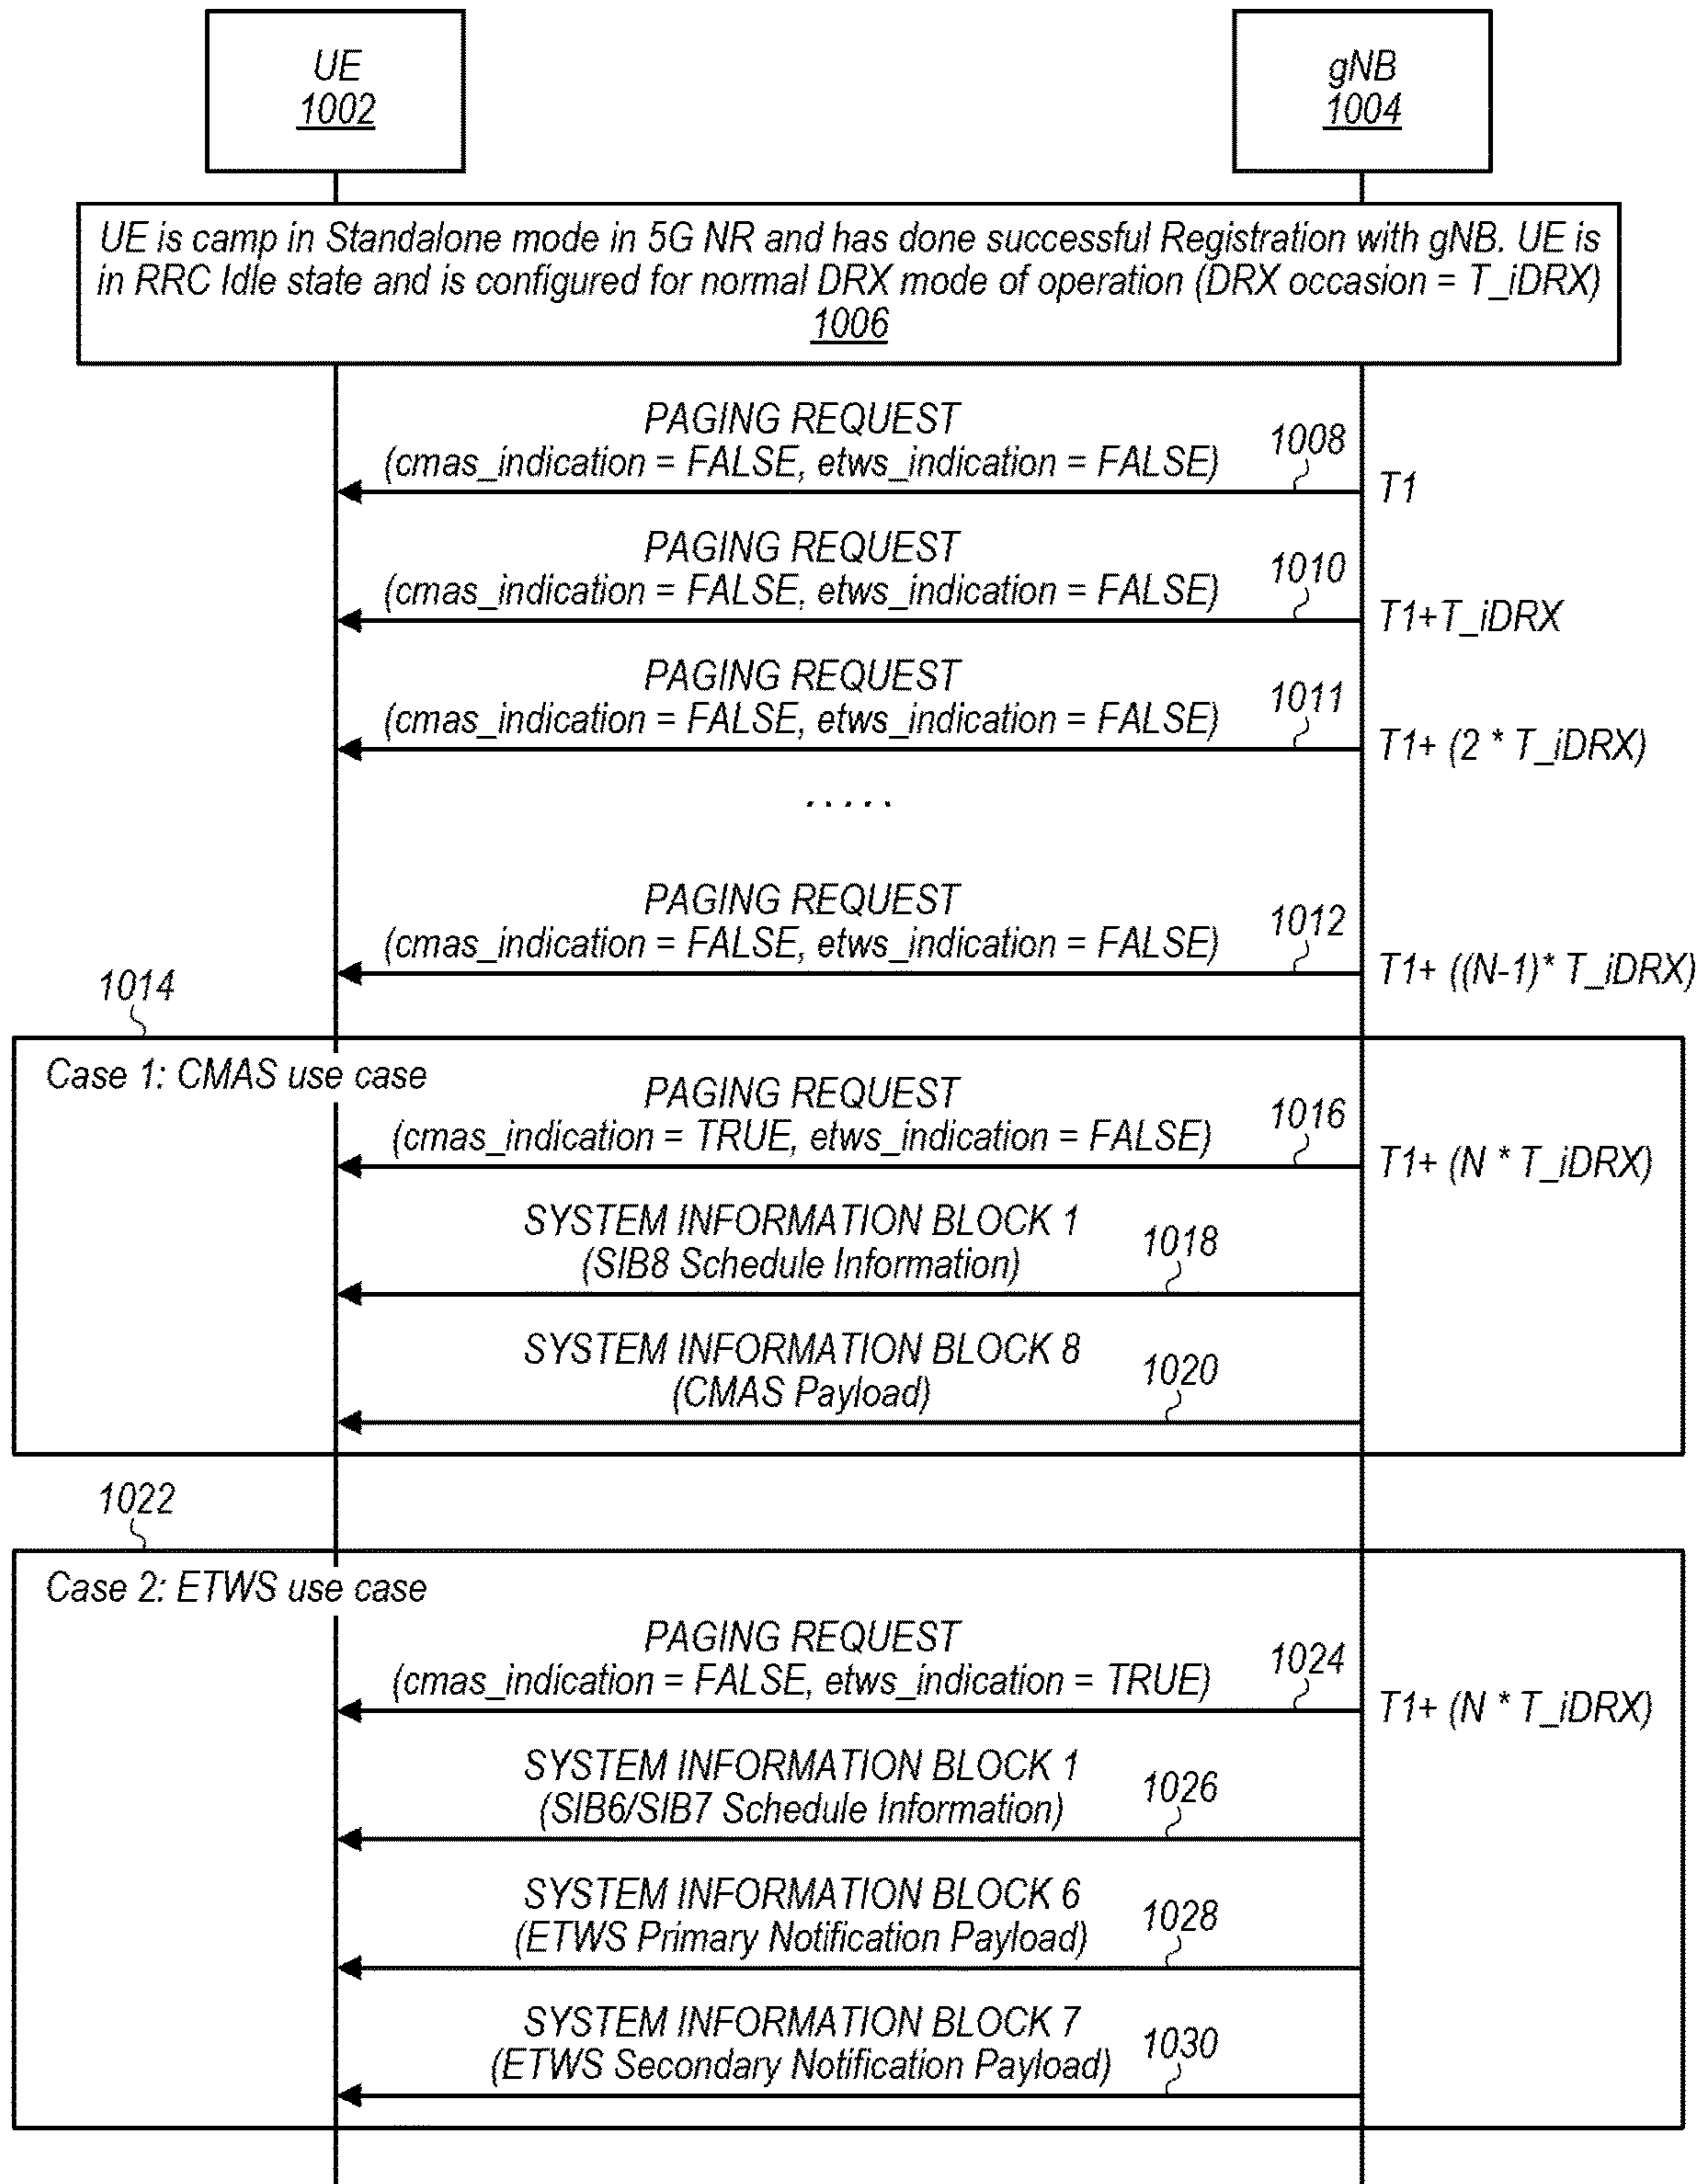 UE
1002
gNB
1004
UE is camp in Standalone mode in 5G NR and has done successful Registration with gNB. UE is
in RRC Idle state and is configured for normal DRX mode of operation (DRX occasion = T_iDRX)
1006
PAGING REQUEST
(cmas_indication = FALSE, etws_indication = FALSE)
1008
T1
PAGING REQUEST
(cmas_indication = FALSE, etws_indication = FALSE)
1010
T1+T_iDRX
PAGING REQUEST
(cmas_indication = FALSE, etws_indication = FALSE)
1011
T1+ (2 * T_iDRX)
.....
PAGING REQUEST
(cmas_indication = FALSE, etws_indication = FALSE)
1012
T1+ ((N-1)* T_iDRX)
1014
Case 1: CMAS use case
PAGING REQUEST
(cmas_indication = TRUE, etws_indication = FALSE)
1016
T1+ (N * T_iDRX)
SYSTEM INFORMATION BLOCK 1
(SIB8 Schedule Information)
1018
SYSTEM INFORMATION BLOCK 8
(CMAS Payload)
1020
1022
Case 2: ETWS use case
PAGING REQUEST
(cmas_indication = FALSE, etws_indication = TRUE)
1024
T1+ (N * T_iDRX)
SYSTEM INFORMATION BLOCK 1
(SIB6/SIB7 Schedule Information)
1026
SYSTEM INFORMATION BLOCK 6
(ETWS Primary Notification Payload)
1028
SYSTEM INFORMATION BLOCK 7
(ETWS Secondary Notification Payload)
1030